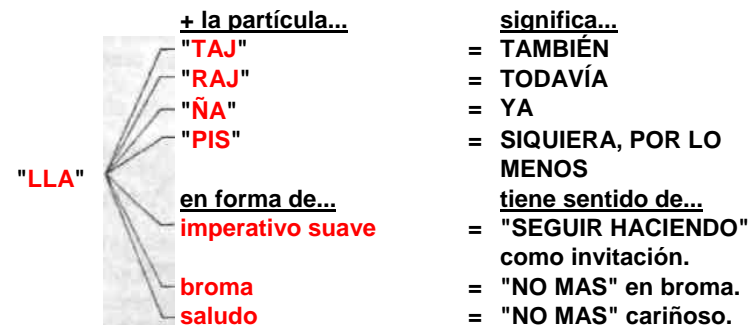 + la partícula... significa...
"TAJ" = TAMBIÉN
"RAJ" = TODAVÍA
"ÑA" = YA
"PIS" = SIQUIERA, POR LO
MENOS
"LLA"
en forma de... tiene sentido de...
imperativo suave = "SEGUIR HACIENDO"
como invitación.
broma = "NO MAS" en broma.
saludo = "NO MAS" cariñoso.